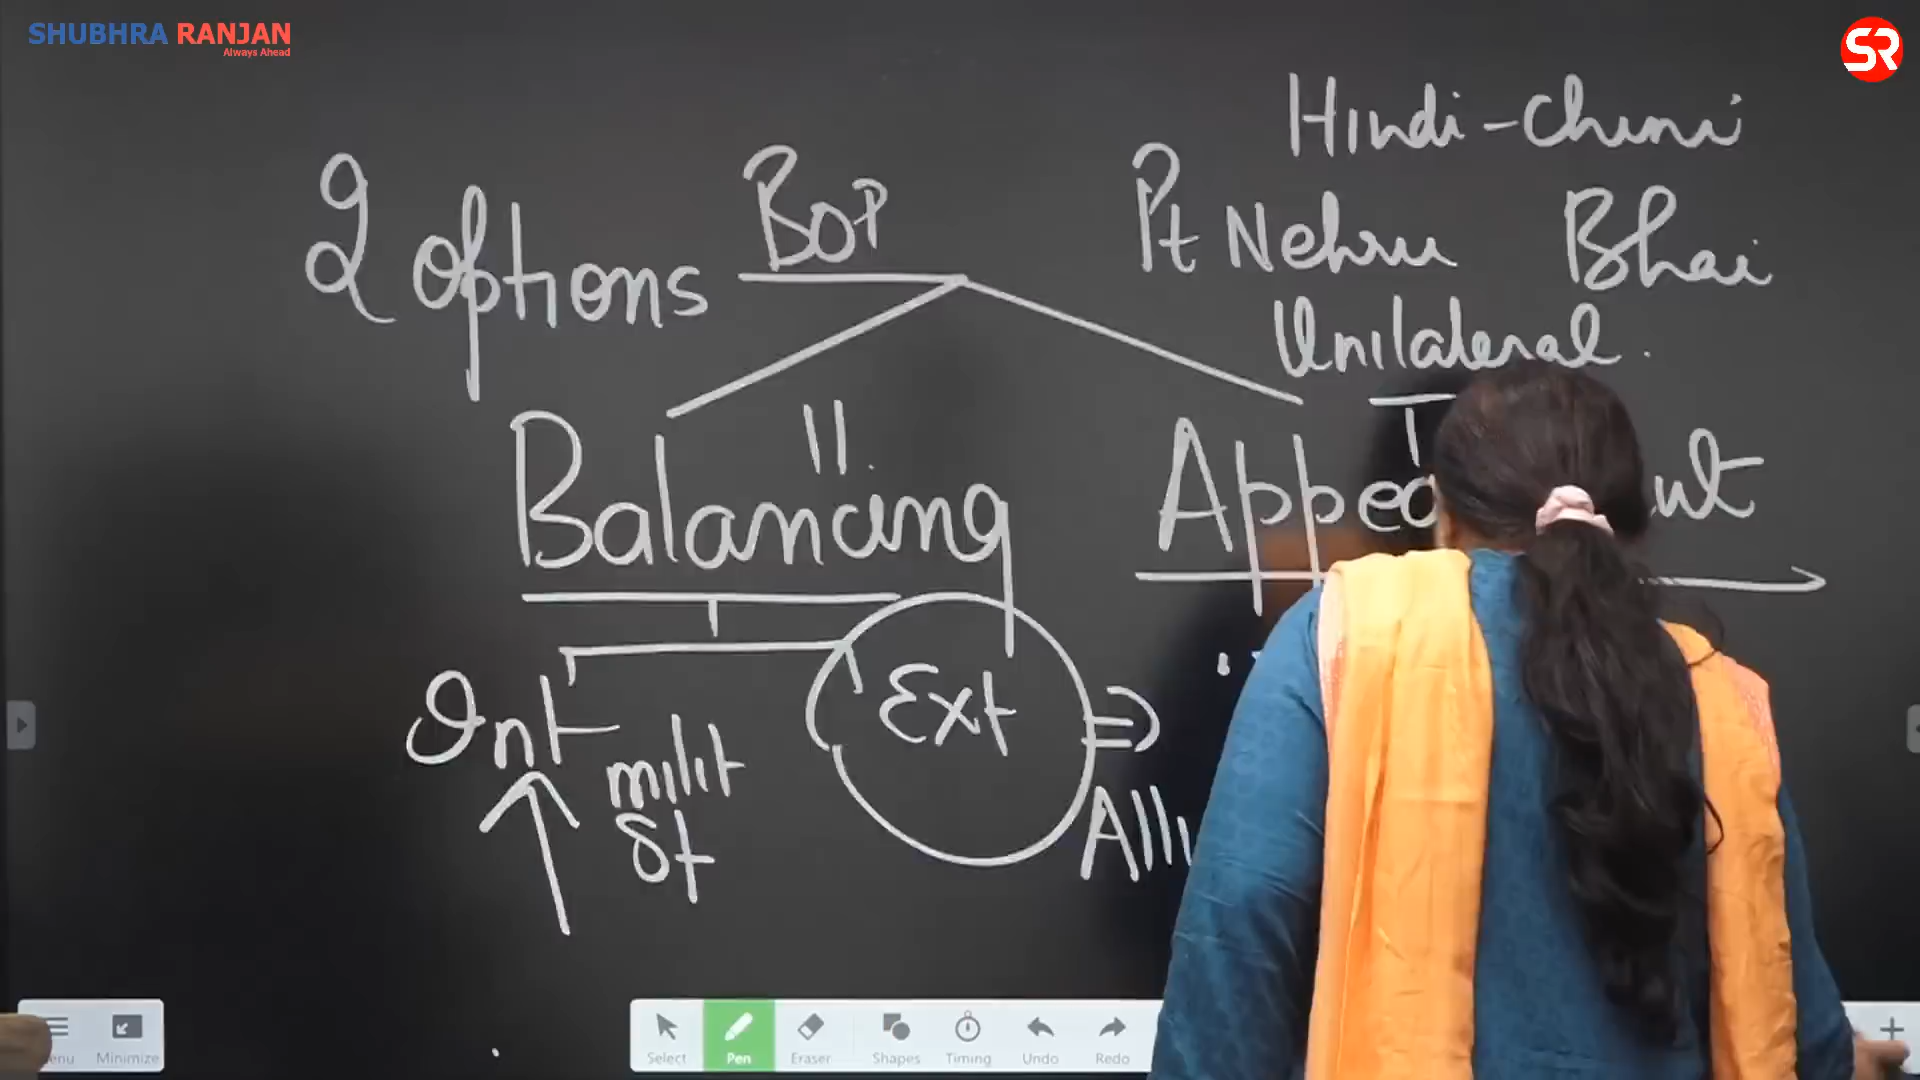 SHUBHRA RANJAN
Always Ahead
SR
Hindi-Chini
Bhai
Pt Nehru
Unilateral.
2 options
BOP
Balancing
Int
milit
St
Ext
Select
Pen
Eraser
Shapes
Timing
Undo
Redo
Minimize